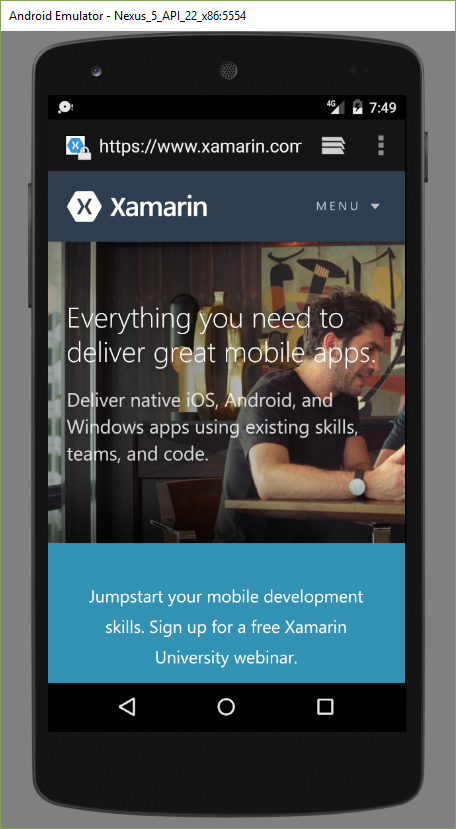 Android Emulator - Nexus_5_API_22_x86:5554
4G 7:49
https://www.xamarin.com
Xamarin MENU
Everything you need to
deliver great mobile apps.
Deliver native iOS, Android, and
Windows apps using existing skills,
teams, and code.
Jumpstart your mobile development
skills. Sign up for a free Xamarin
University webinar.